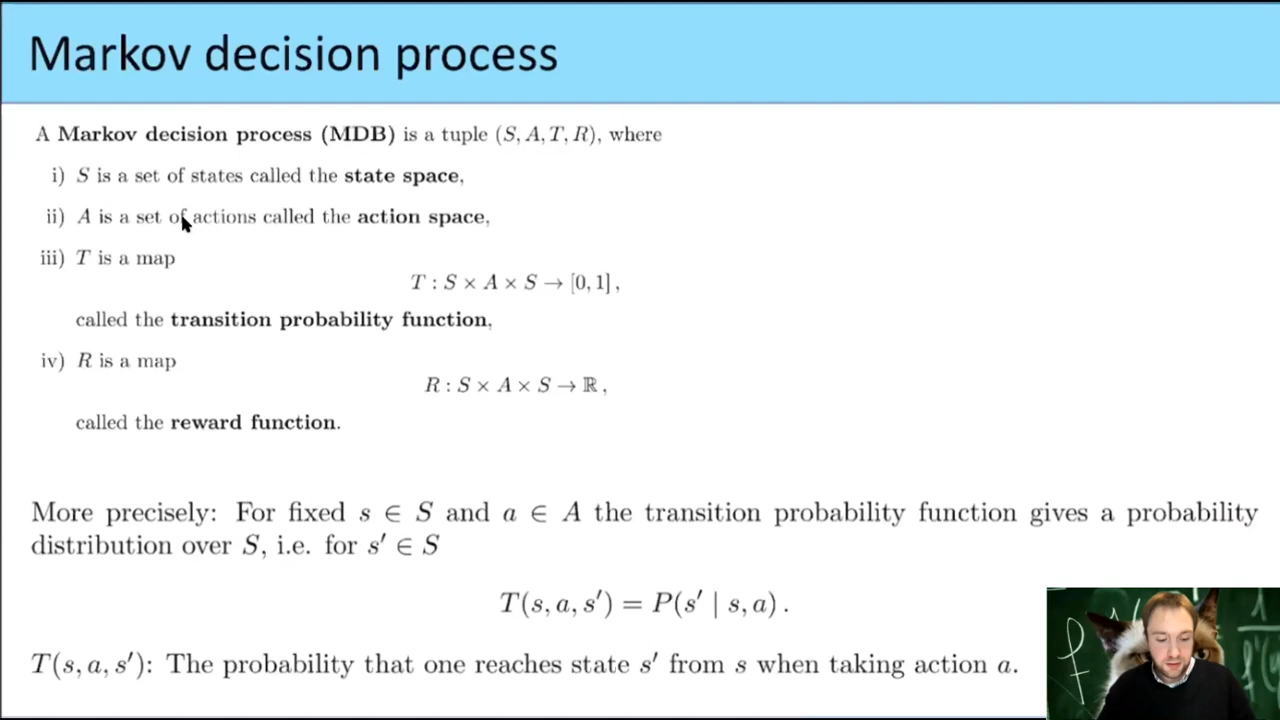 Markov decision process
A Markov decision process (MDB) is a tuple (S, A, T, R), where
i) S is a set of states called the state space,
ii) A is a set of actions called the action space,
iii) T is a map
T : S × A × S → [0, 1] ,
called the transition probability function,
iv) R is a map
R : S × A × S → ℝ ,
called the reward function.
More precisely: For fixed s ∈ S and a ∈ A the transition probability function gives a probability
distribution over S, i.e. for s′ ∈ S
T(s, a, s′) = P(s′ | s, a) .
T(s, a, s′): The probability that one reaches state s′ from s when taking action a.